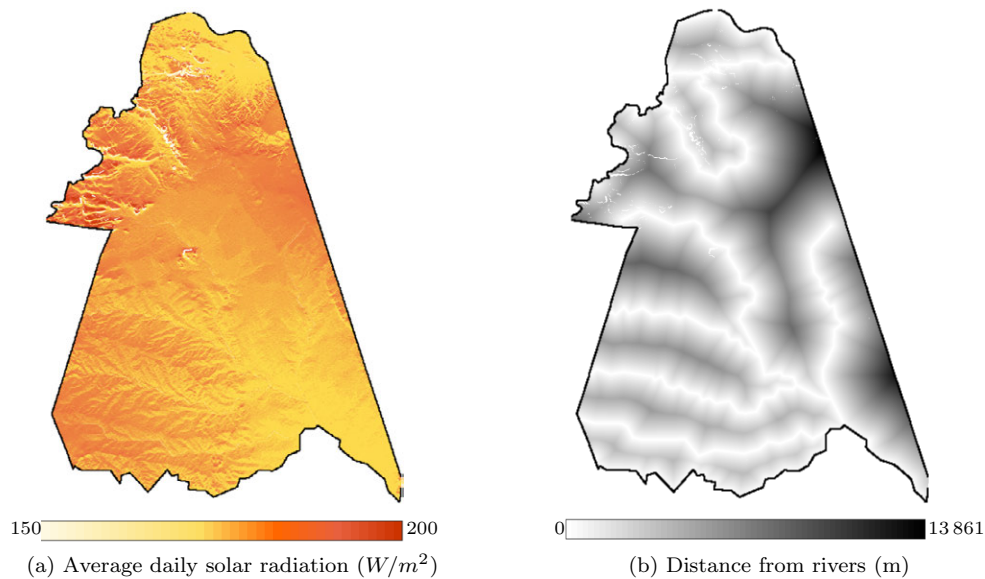 150 200
(a) Average daily solar radiation (W/m²)
0 13 861
(b) Distance from rivers (m)